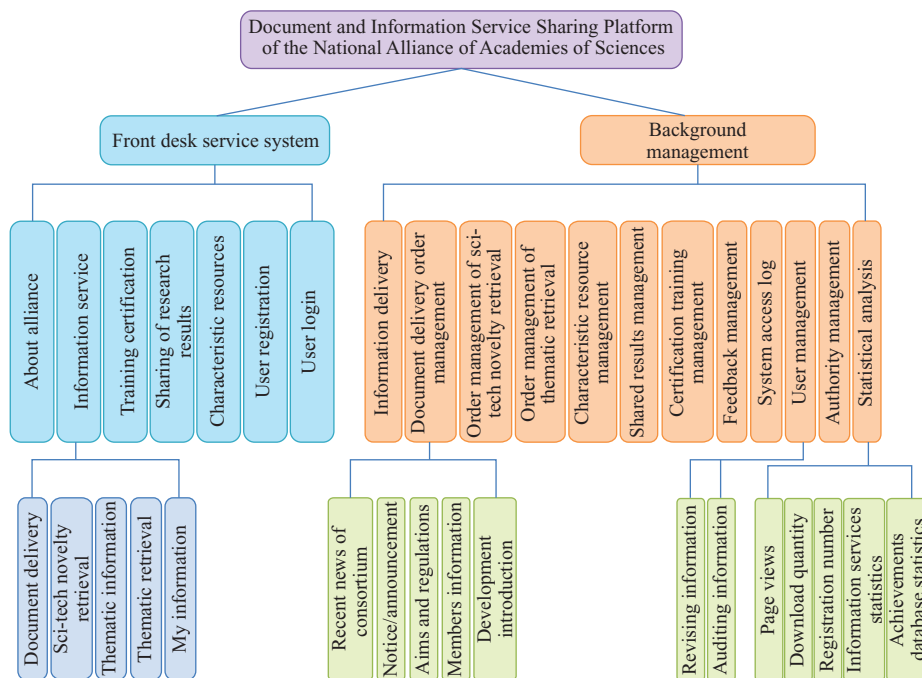 Document and Information Service Sharing Platform
of the National Alliance of Academies of Sciences
Front desk service system
Background
management
About alliance
Information service
Training certification
Sharing of research
results
Characteristic resources
User registration
User login
Information delivery
Document delivery order
management
Order management of sci-
tech novelty retrieval
Order management of
thematic retrieval
Characteristic resource
management
Shared results management
Certification training
management
Feedback management
System access log
User management
Authority management
Statistical analysis
Document delivery
Sci-tech novelty
retrieval
Thematic information
Thematic retrieval
My information
Recent news of
consortium
Notice/announcement
Aims and regulations
Members information
Development
introduction
Revising information
Auditing information
Page views
Download quantity
Registration number
Information services
statistics
Achievements
database statistics